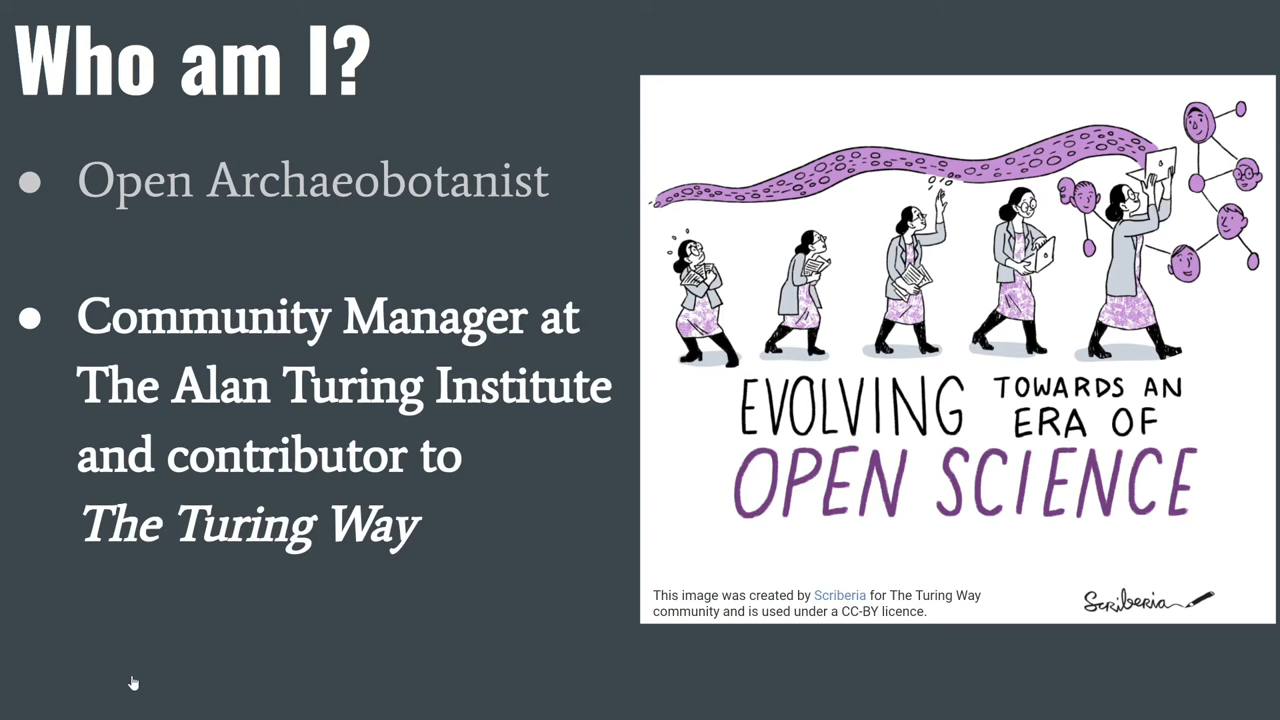 Who am I?
● Open Archaeobotanist
● Community Manager at
The Alan Turing Institute
and contributor to
The Turing Way
EVOLVING TOWARDS AN
ERA OF
OPEN SCIENCE
This image was created by Scriberia for The Turing Way
community and is used under a CC-BY licence.
Scriberia